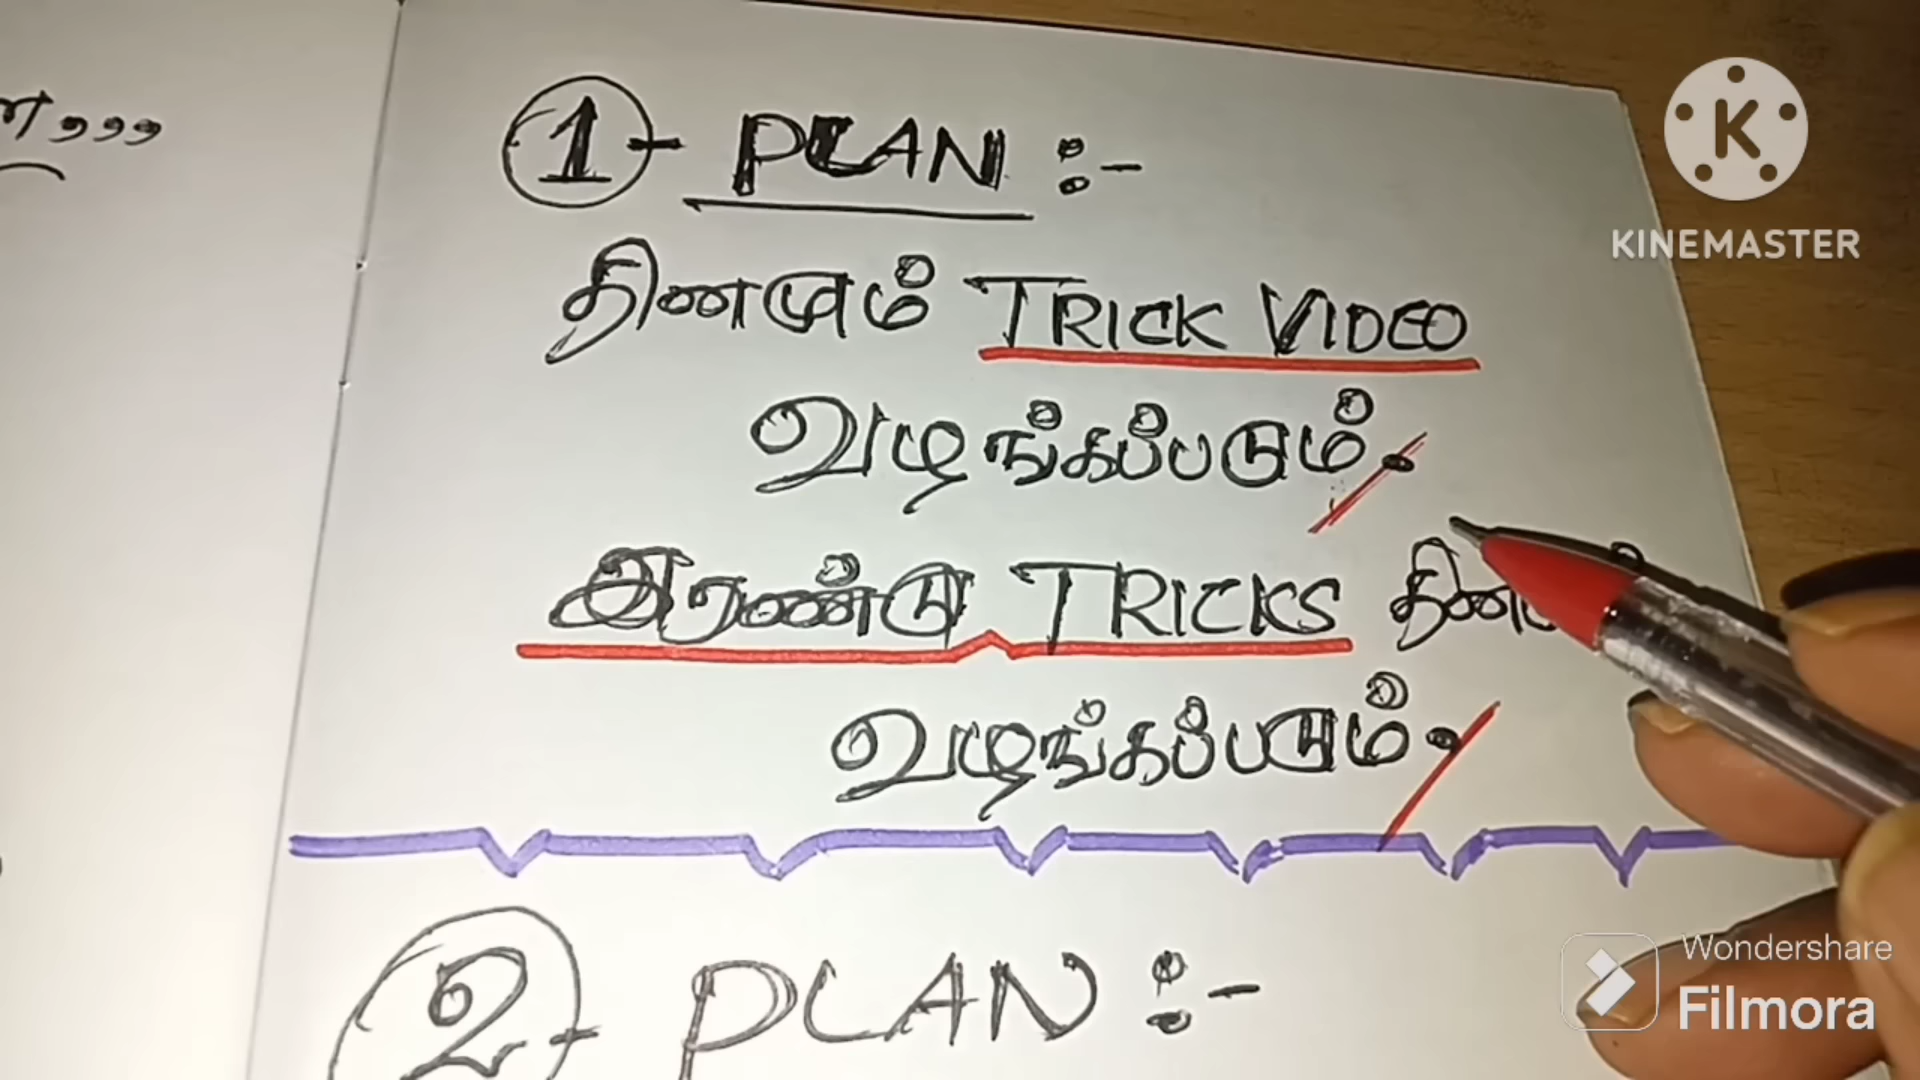 1 - PLAN :-
தினமும் TRICK VIDEO
வழங்கப்படும்.
இரண்டு TRICKS
வழங்கப்படும்.
2 - PLAN :-
KINEMASTER
Wondershare
Filmora